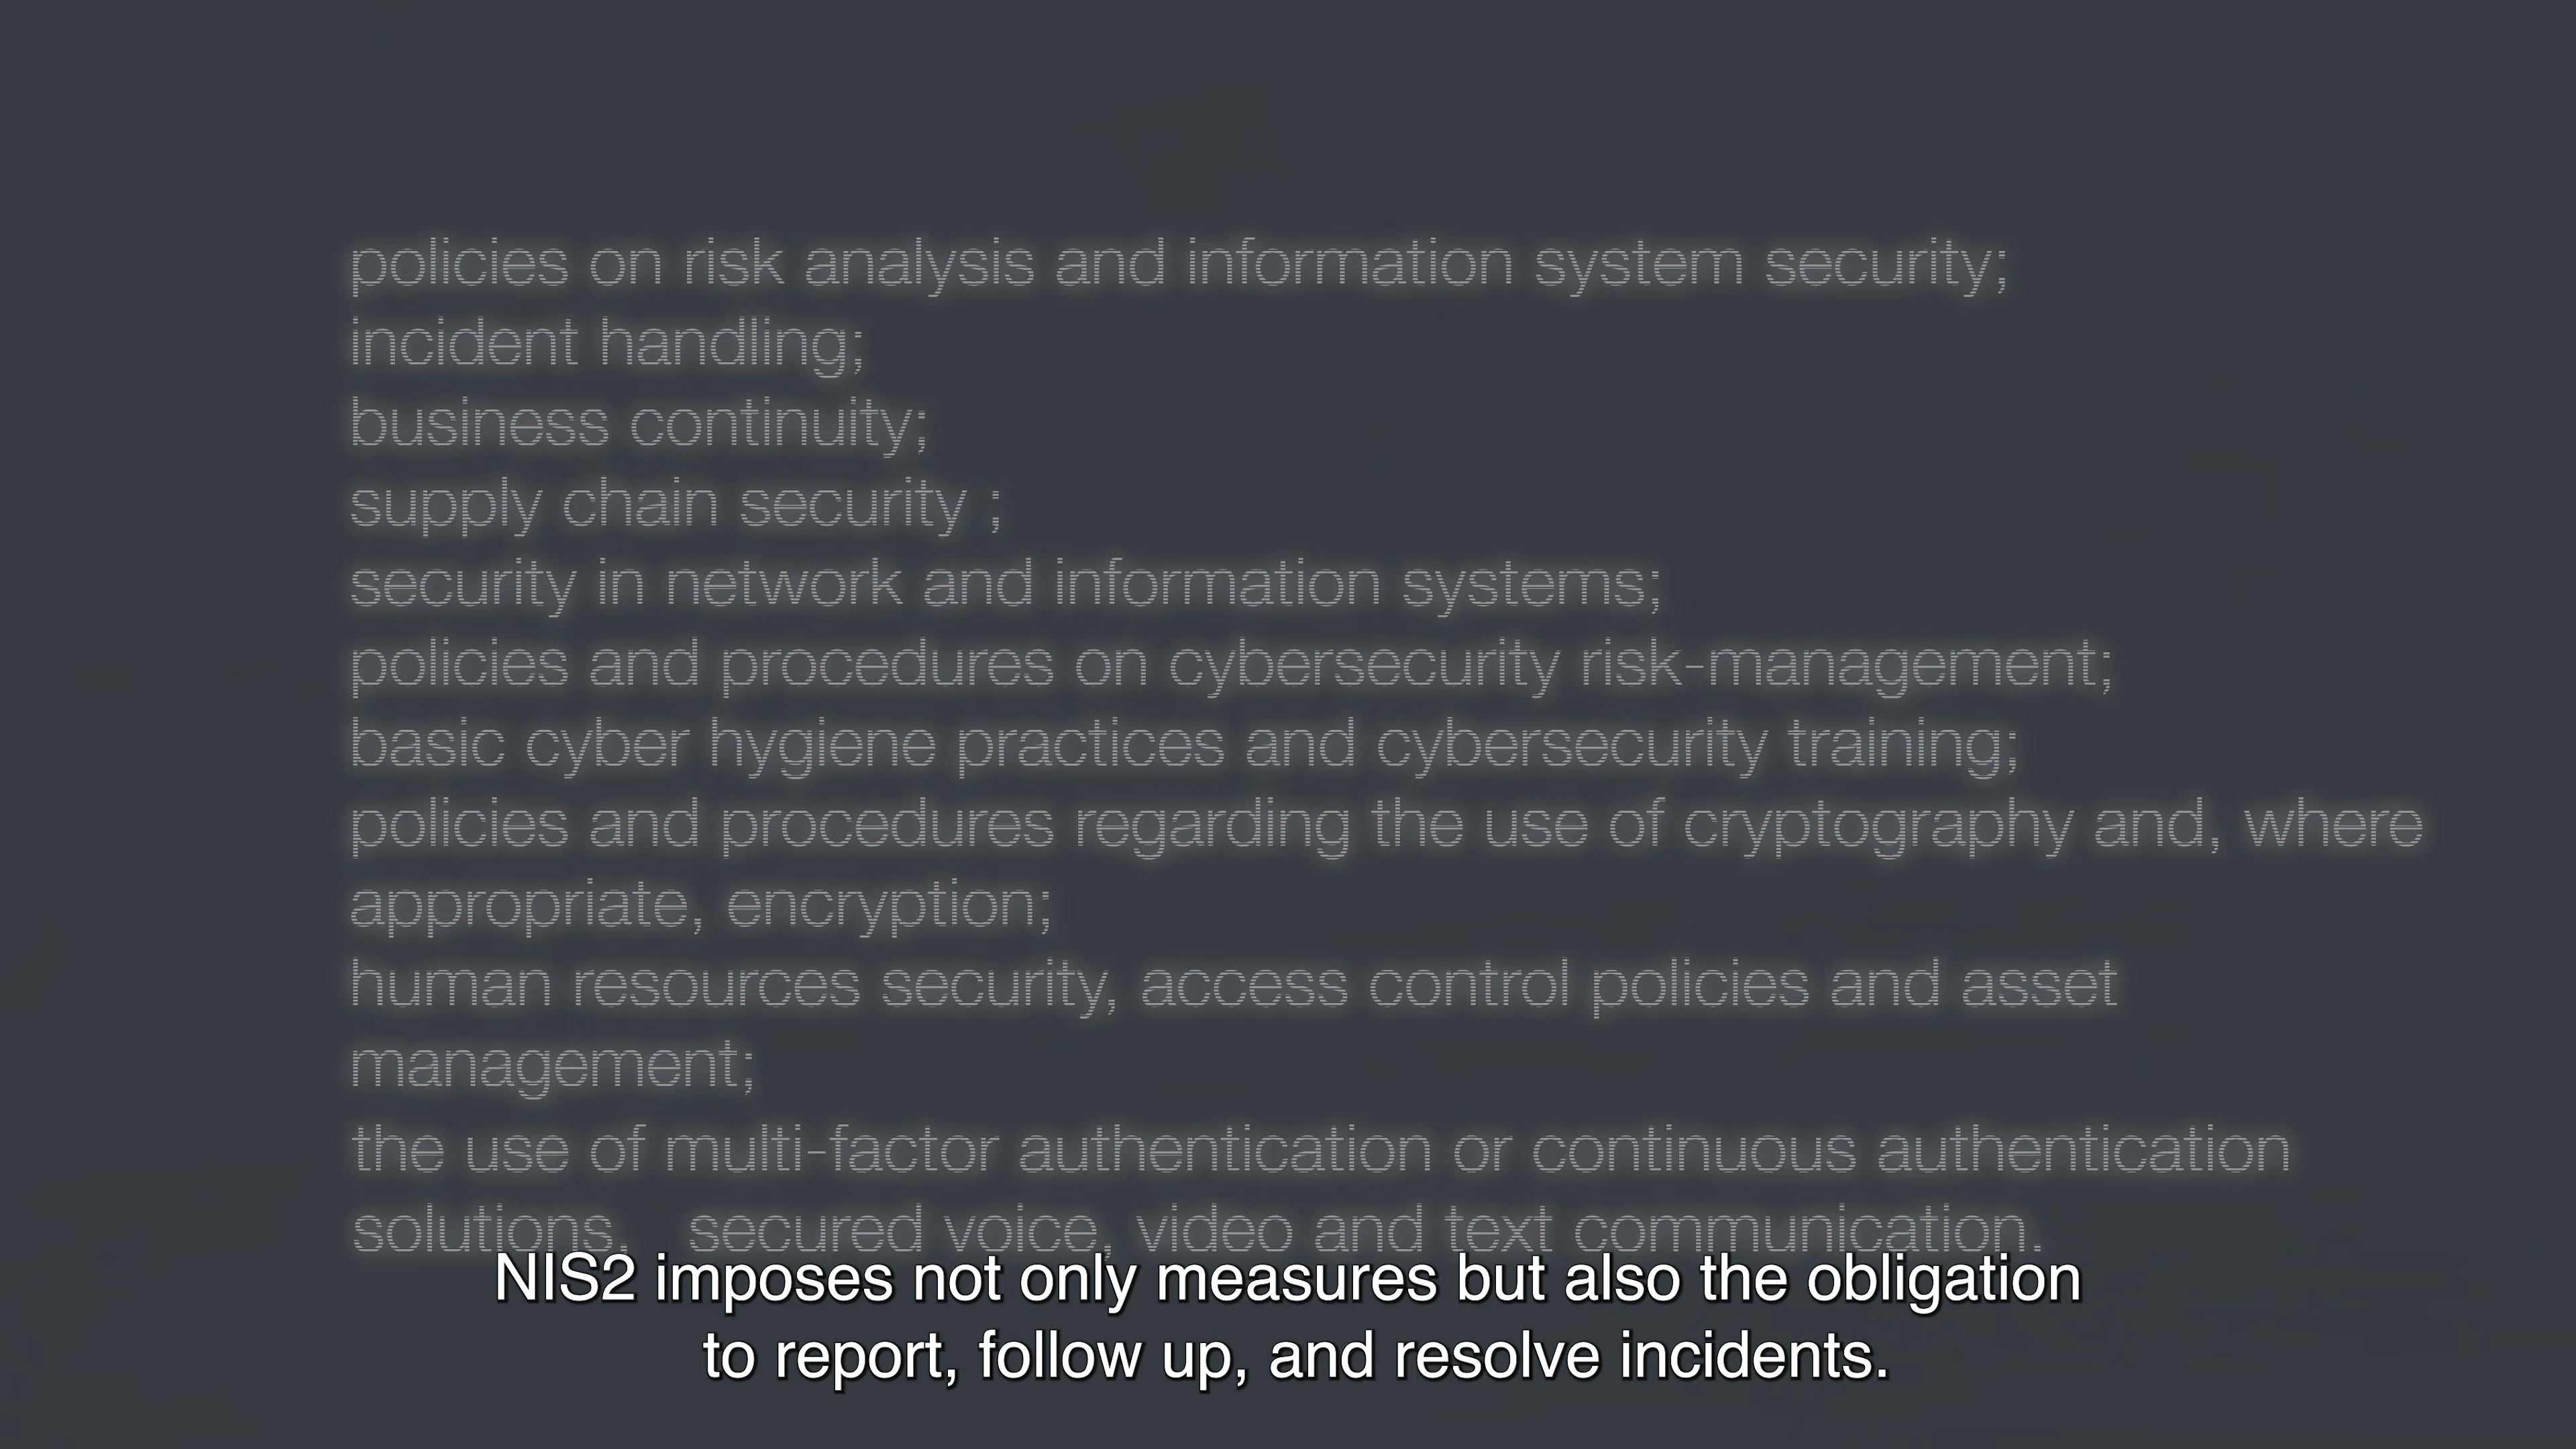 policies on risk analysis and information system security;
incident handling;
business continuity;
supply chain security ;
security in network and information systems;
policies and procedures on cybersecurity risk-management;
basic cyber hygiene practices and cybersecurity training;
policies and procedures regarding the use of cryptography and, where
appropriate, encryption;
human resources security, access control policies and asset
management;
the use of multi-factor authentication or continuous authentication
solutions,   secured voice, video and text communication.
NIS2 imposes not only measures but also the obligation
to report, follow up, and resolve incidents.